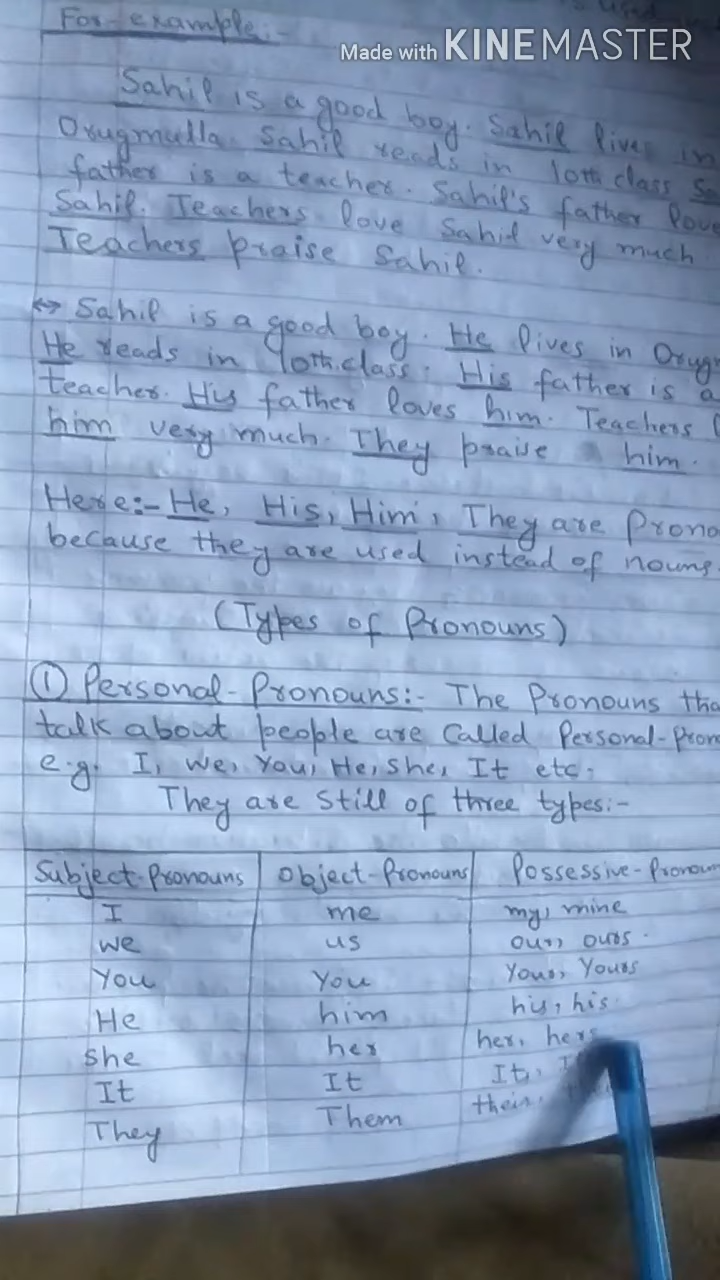 For example:-
Made with KINEMASTER
Sahil is a good boy. Sahil lives in
Drugmulla. Sahil reads in 10th class
father is a teacher. Sahil's father
Sahil. Teachers love Sahil very much
Teachers praise Sahil.
↔ Sahil is a good boy. He lives in
He reads in 10th class. His father is a
teacher. His father loves him. Teachers
him very much. They praise him.
Here:- He, His, Him, They are
because they are used instead of nouns.
(Types of Pronouns)
① Personal-Pronouns:- The Pronouns
talk about people are called Personal-
e.g. I, We, You, He, She, It etc.
They are still of three types:-
Subject-Pronouns Object-Pronouns Possessive-
I me my, mine
We us our, ours.
You You Your, Yours
He him his, his
She her her, hers
It It It,
They Them their,